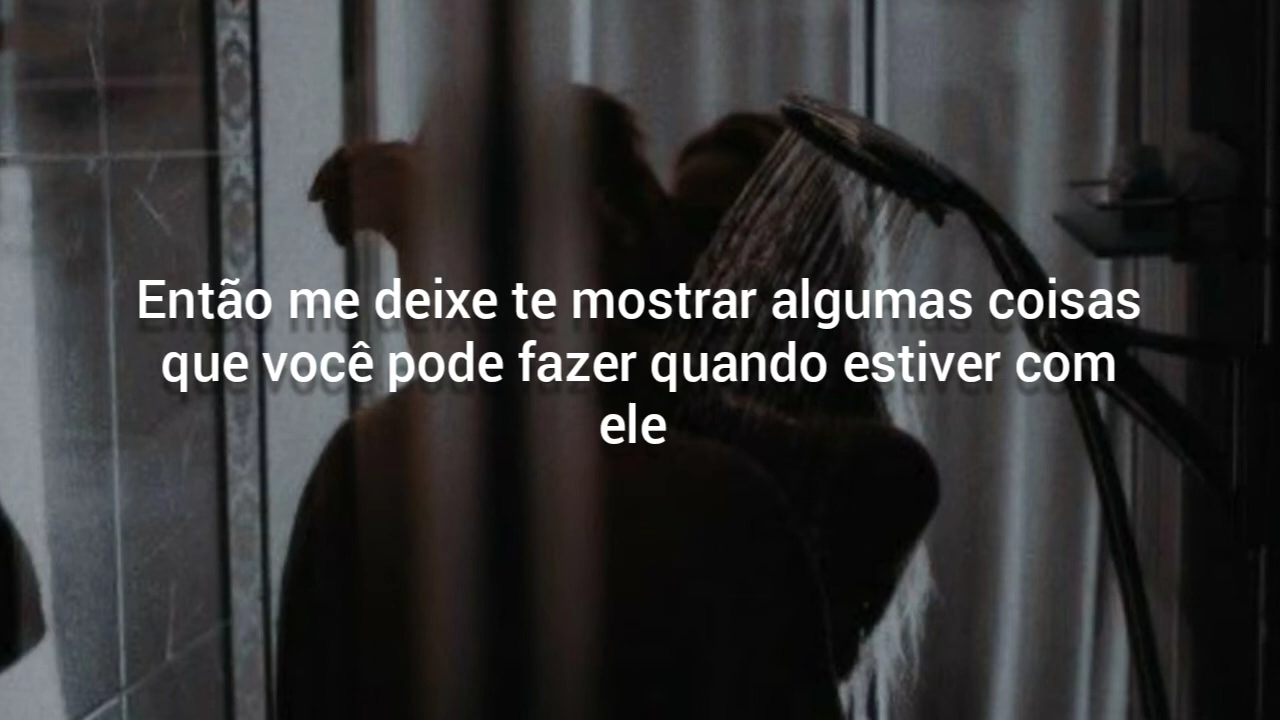 Então me deixe te mostrar algumas coisas
que você pode fazer quando estiver com
ele